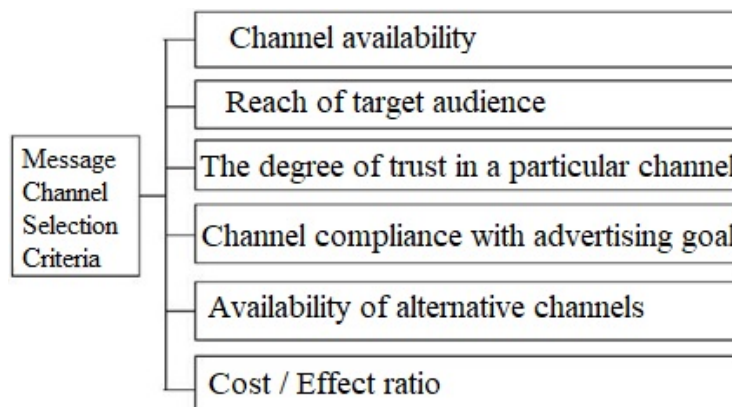 Message
Channel
Selection
Criteria
Channel availability
Reach of target audience
The degree of trust in a particular channel
Channel compliance with advertising goal
Availability of alternative channels
Cost / Effect ratio